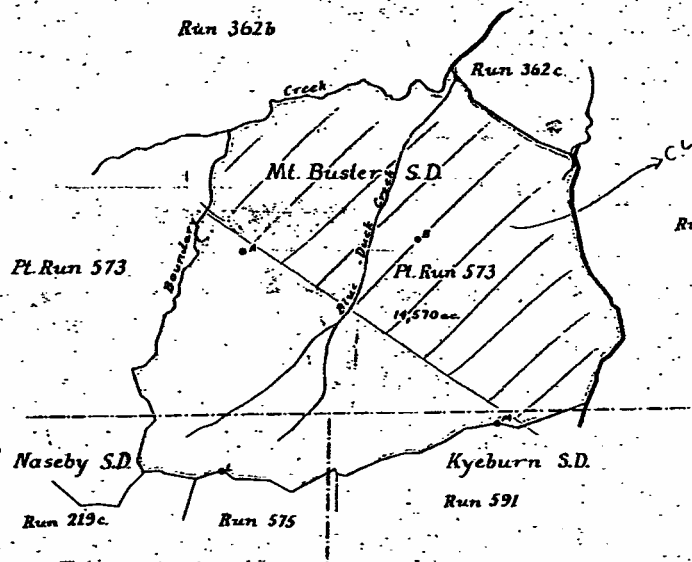 Run 362b
Run 362c.
Creek
Mt. Buster S.D.
Blue Duck Creek
Boundary
A
B
Pt. Run 573
Pt. Run 573
14,570 ac.
M
L
Naseby S.D.
Kyeburn S.D.
Run 219c.
Run 575
Run 591